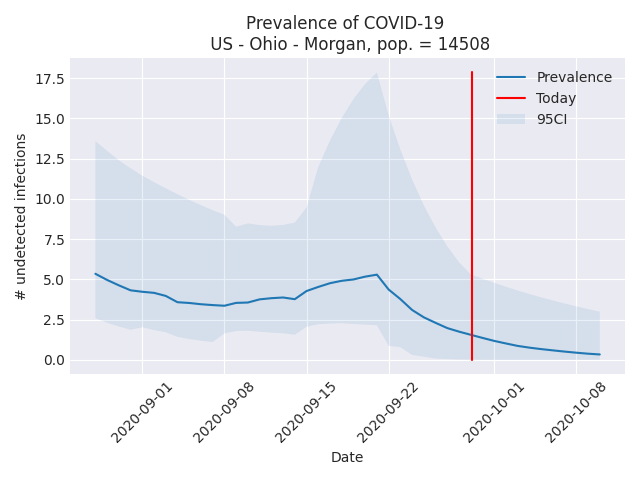 Prevalence of COVID-19
US - Ohio - Morgan, pop. = 14508
# undetected infections
17.5
15.0
12.5
10.0
7.5
5.0
2.5
0.0
Prevalence
Today
95CI
2020-09-01
2020-09-08
2020-09-15
2020-09-22
2020-10-01
2020-10-08
Date